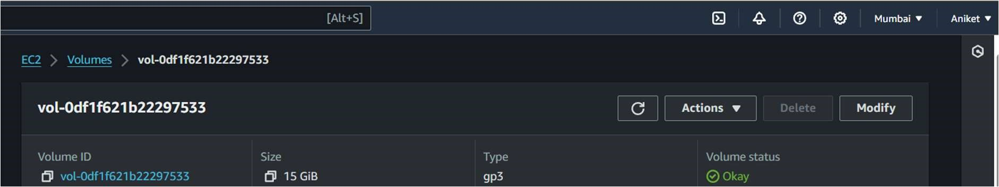 [Alt+S] Mumbai Aniket
EC2 Volumes vol-0df1f621b22297533
vol-0df1f621b22297533 Actions Delete Modify
Volume ID Size Type Volume status
vol-0df1f621b22297533 15 GiB gp3 Okay